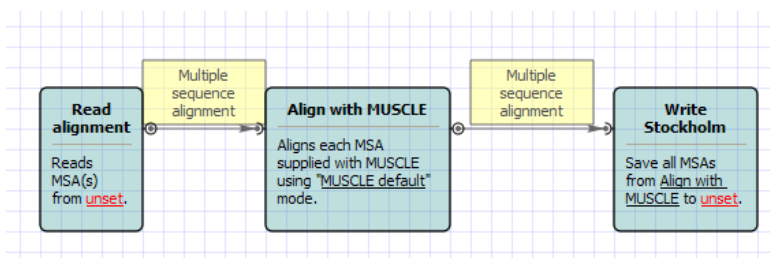 Read
alignment
Reads
MSA(s)
from unset.
Multiple
sequence
alignment
Align with MUSCLE
Aligns each MSA
supplied with MUSCLE
using "MUSCLE default"
mode.
Multiple
sequence
alignment
Write
Stockholm
Save all MSAs
from Align with
MUSCLE to unset.